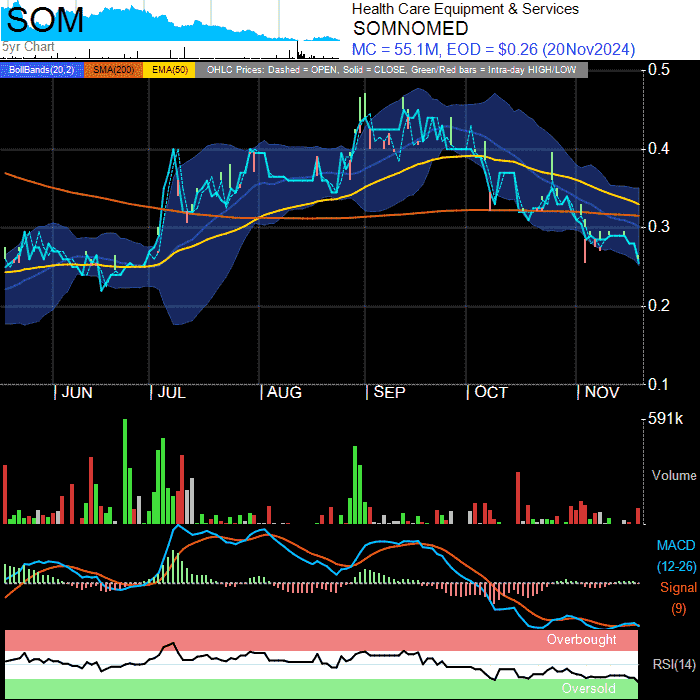 SOM
Health Care Equipment & Services
SOMNOMED
5yr Chart
MC = 55.1M, EOD = $0.26 (20Nov2024)
BollBands(20,2) SMA(200) EMA(50) OHLC Prices: Dashed = OPEN, Solid = CLOSE, Green/Red bars = Intra-day HIGH/LOW
0.5
0.4
0.3
0.2
0.1
JUN JUL AUG SEP OCT NOV
591k
Volume
MACD
(12-26)
Signal
(9)
Overbought
RSI(14)
Oversold